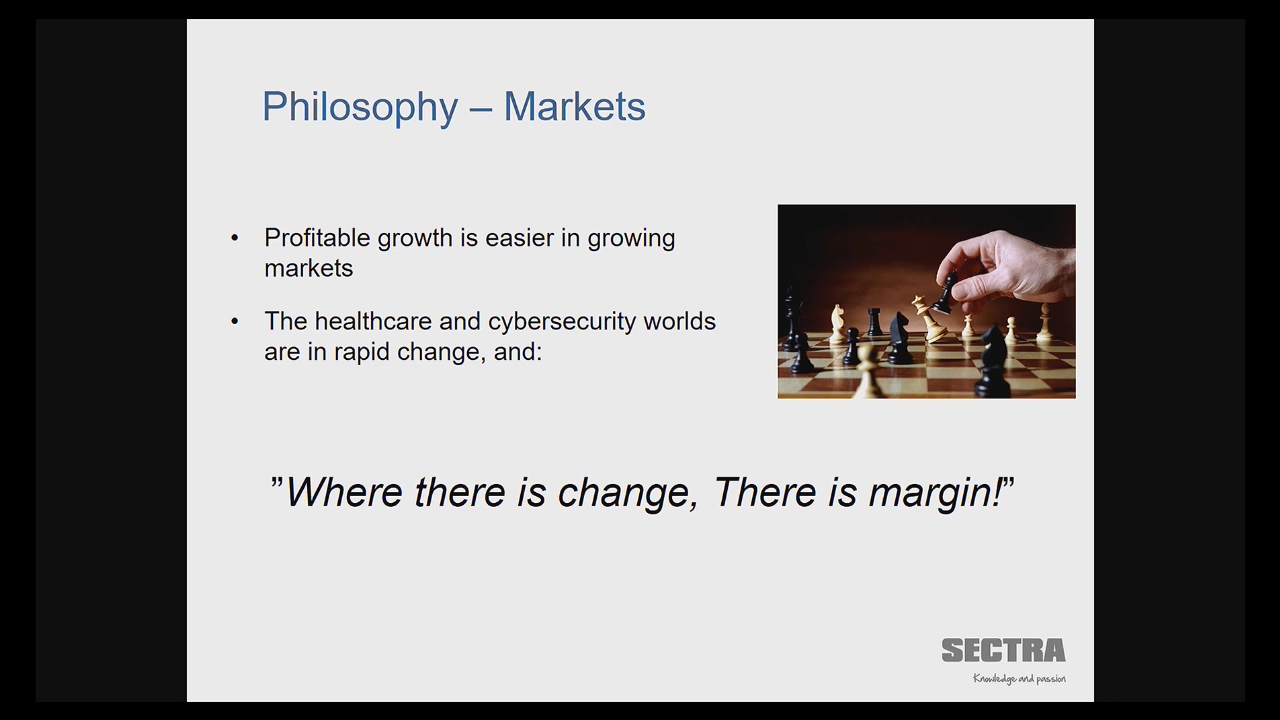 Philosophy – Markets
• Profitable growth is easier in growing
markets
• The healthcare and cybersecurity worlds
are in rapid change, and:
”Where there is change, There is margin!”
SECTRA
Knowledge and passion